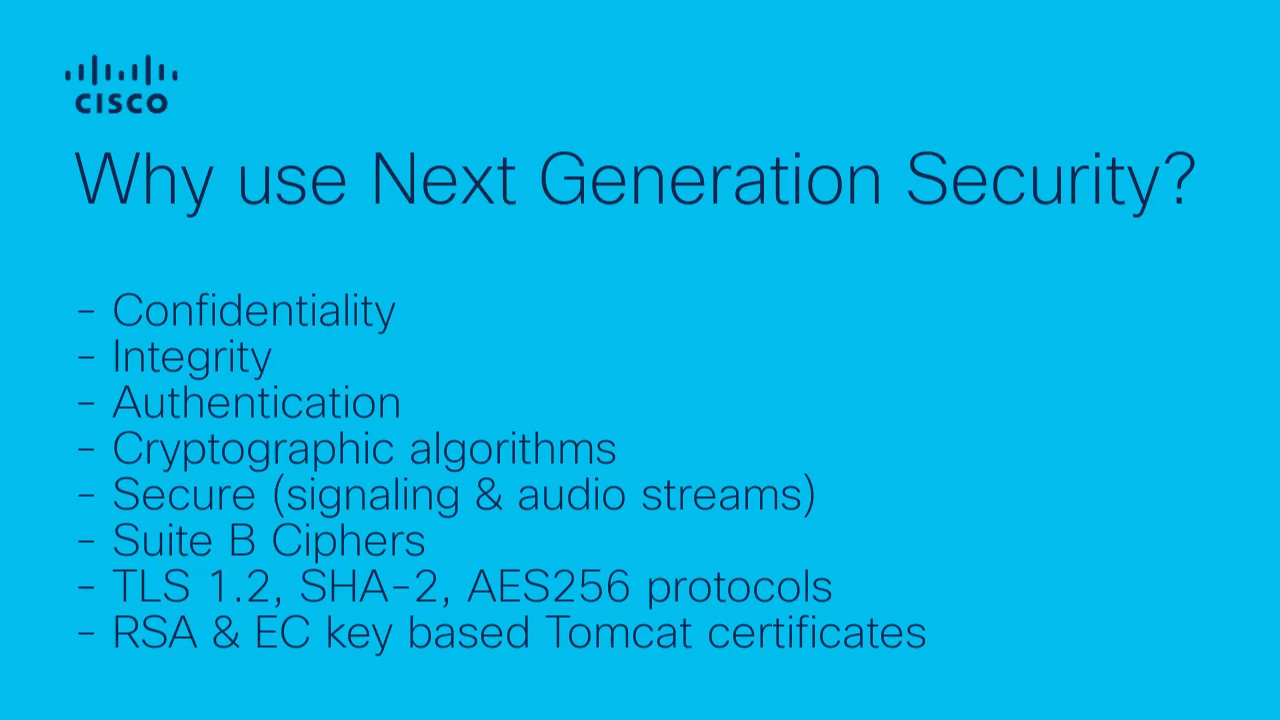 CISCO
Why use Next Generation Security?
- Confidentiality
- Integrity
- Authentication
- Cryptographic algorithms
- Secure (signaling & audio streams)
- Suite B Ciphers
- TLS 1.2, SHA-2, AES256 protocols
- RSA & EC key based Tomcat certificates